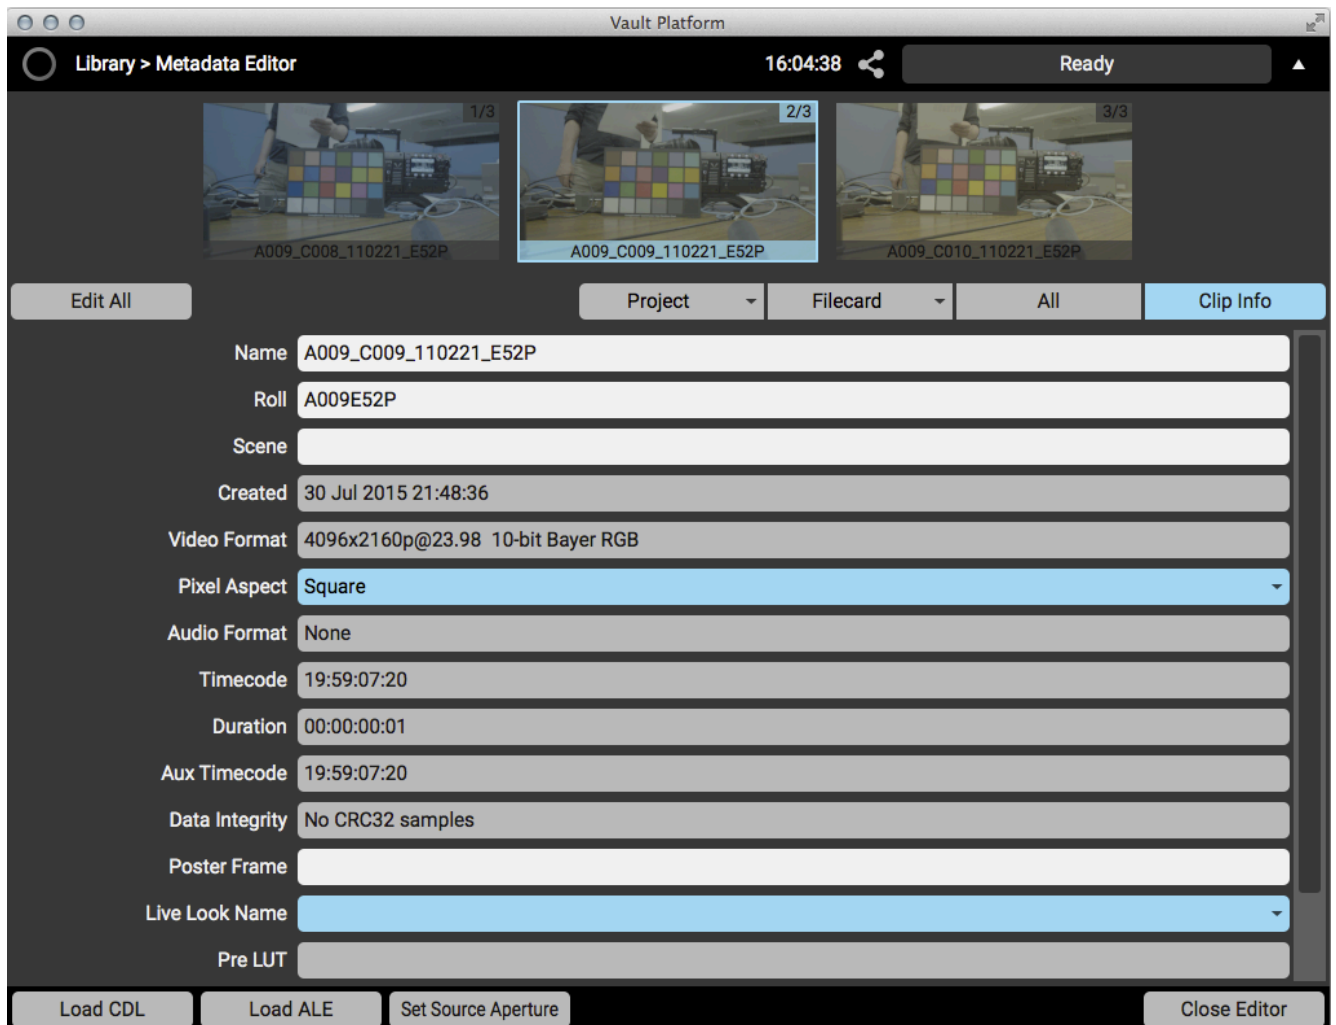 Vault Platform
Library > Metadata Editor 16:04:38 Ready
1/3 2/3 3/3
A009_C008_110221_E52P A009_C009_110221_E52P A009_C010_110221_E52P
Edit All Project Filecard All Clip Info
Name A009_C009_110221_E52P
Roll A009E52P
Scene
Created 30 Jul 2015 21:48:36
Video Format 4096x2160p@23.98 10-bit Bayer RGB
Pixel Aspect Square
Audio Format None
Timecode 19:59:07:20
Duration 00:00:00:01
Aux Timecode 19:59:07:20
Data Integrity No CRC32 samples
Poster Frame
Live Look Name
Pre LUT
Load CDL Load ALE Set Source Aperture Close Editor